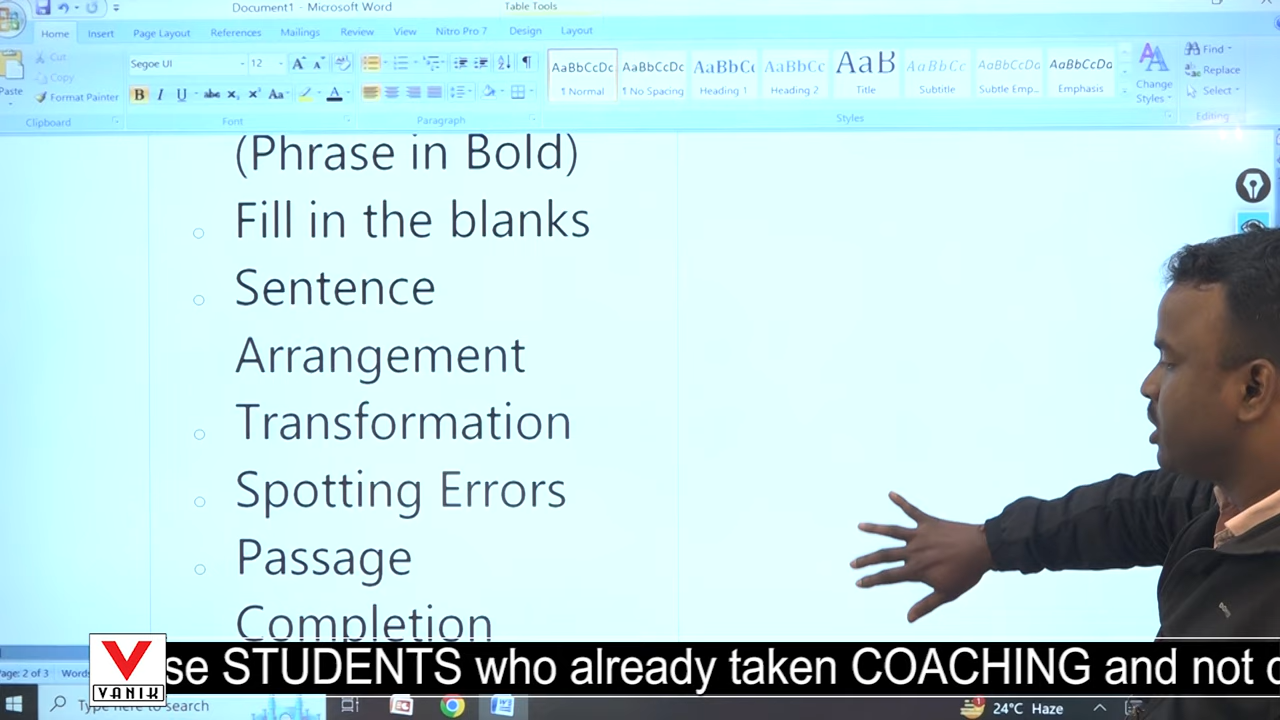 Document1 - Microsoft Word
Table Tools
Home Insert Page Layout References Mailings Review View Nitro Pro 7 Design Layout
Cut
Copy
Format Painter
Paste
Clipboard
Segoe UI 12
Font
Paragraph
AaBbCcDc AaBbCcDc AaBbCc AaBbCc AaB AaBbCc AaBbCcDa AaBbCcDa
¶ Normal ¶ No Spacing Heading 1 Heading 2 Title Subtitle Subtle Emp... Emphasis
Change
Styles
Styles
Find
Replace
Select
Editing
(Phrase in Bold)
Fill in the blanks
Sentence
Arrangement
Transformation
Spotting Errors
Passage
Completion
Page: 2 of 3 Words
VANIK
se STUDENTS who already taken COACHING and not
Type here to search
24°C Haze